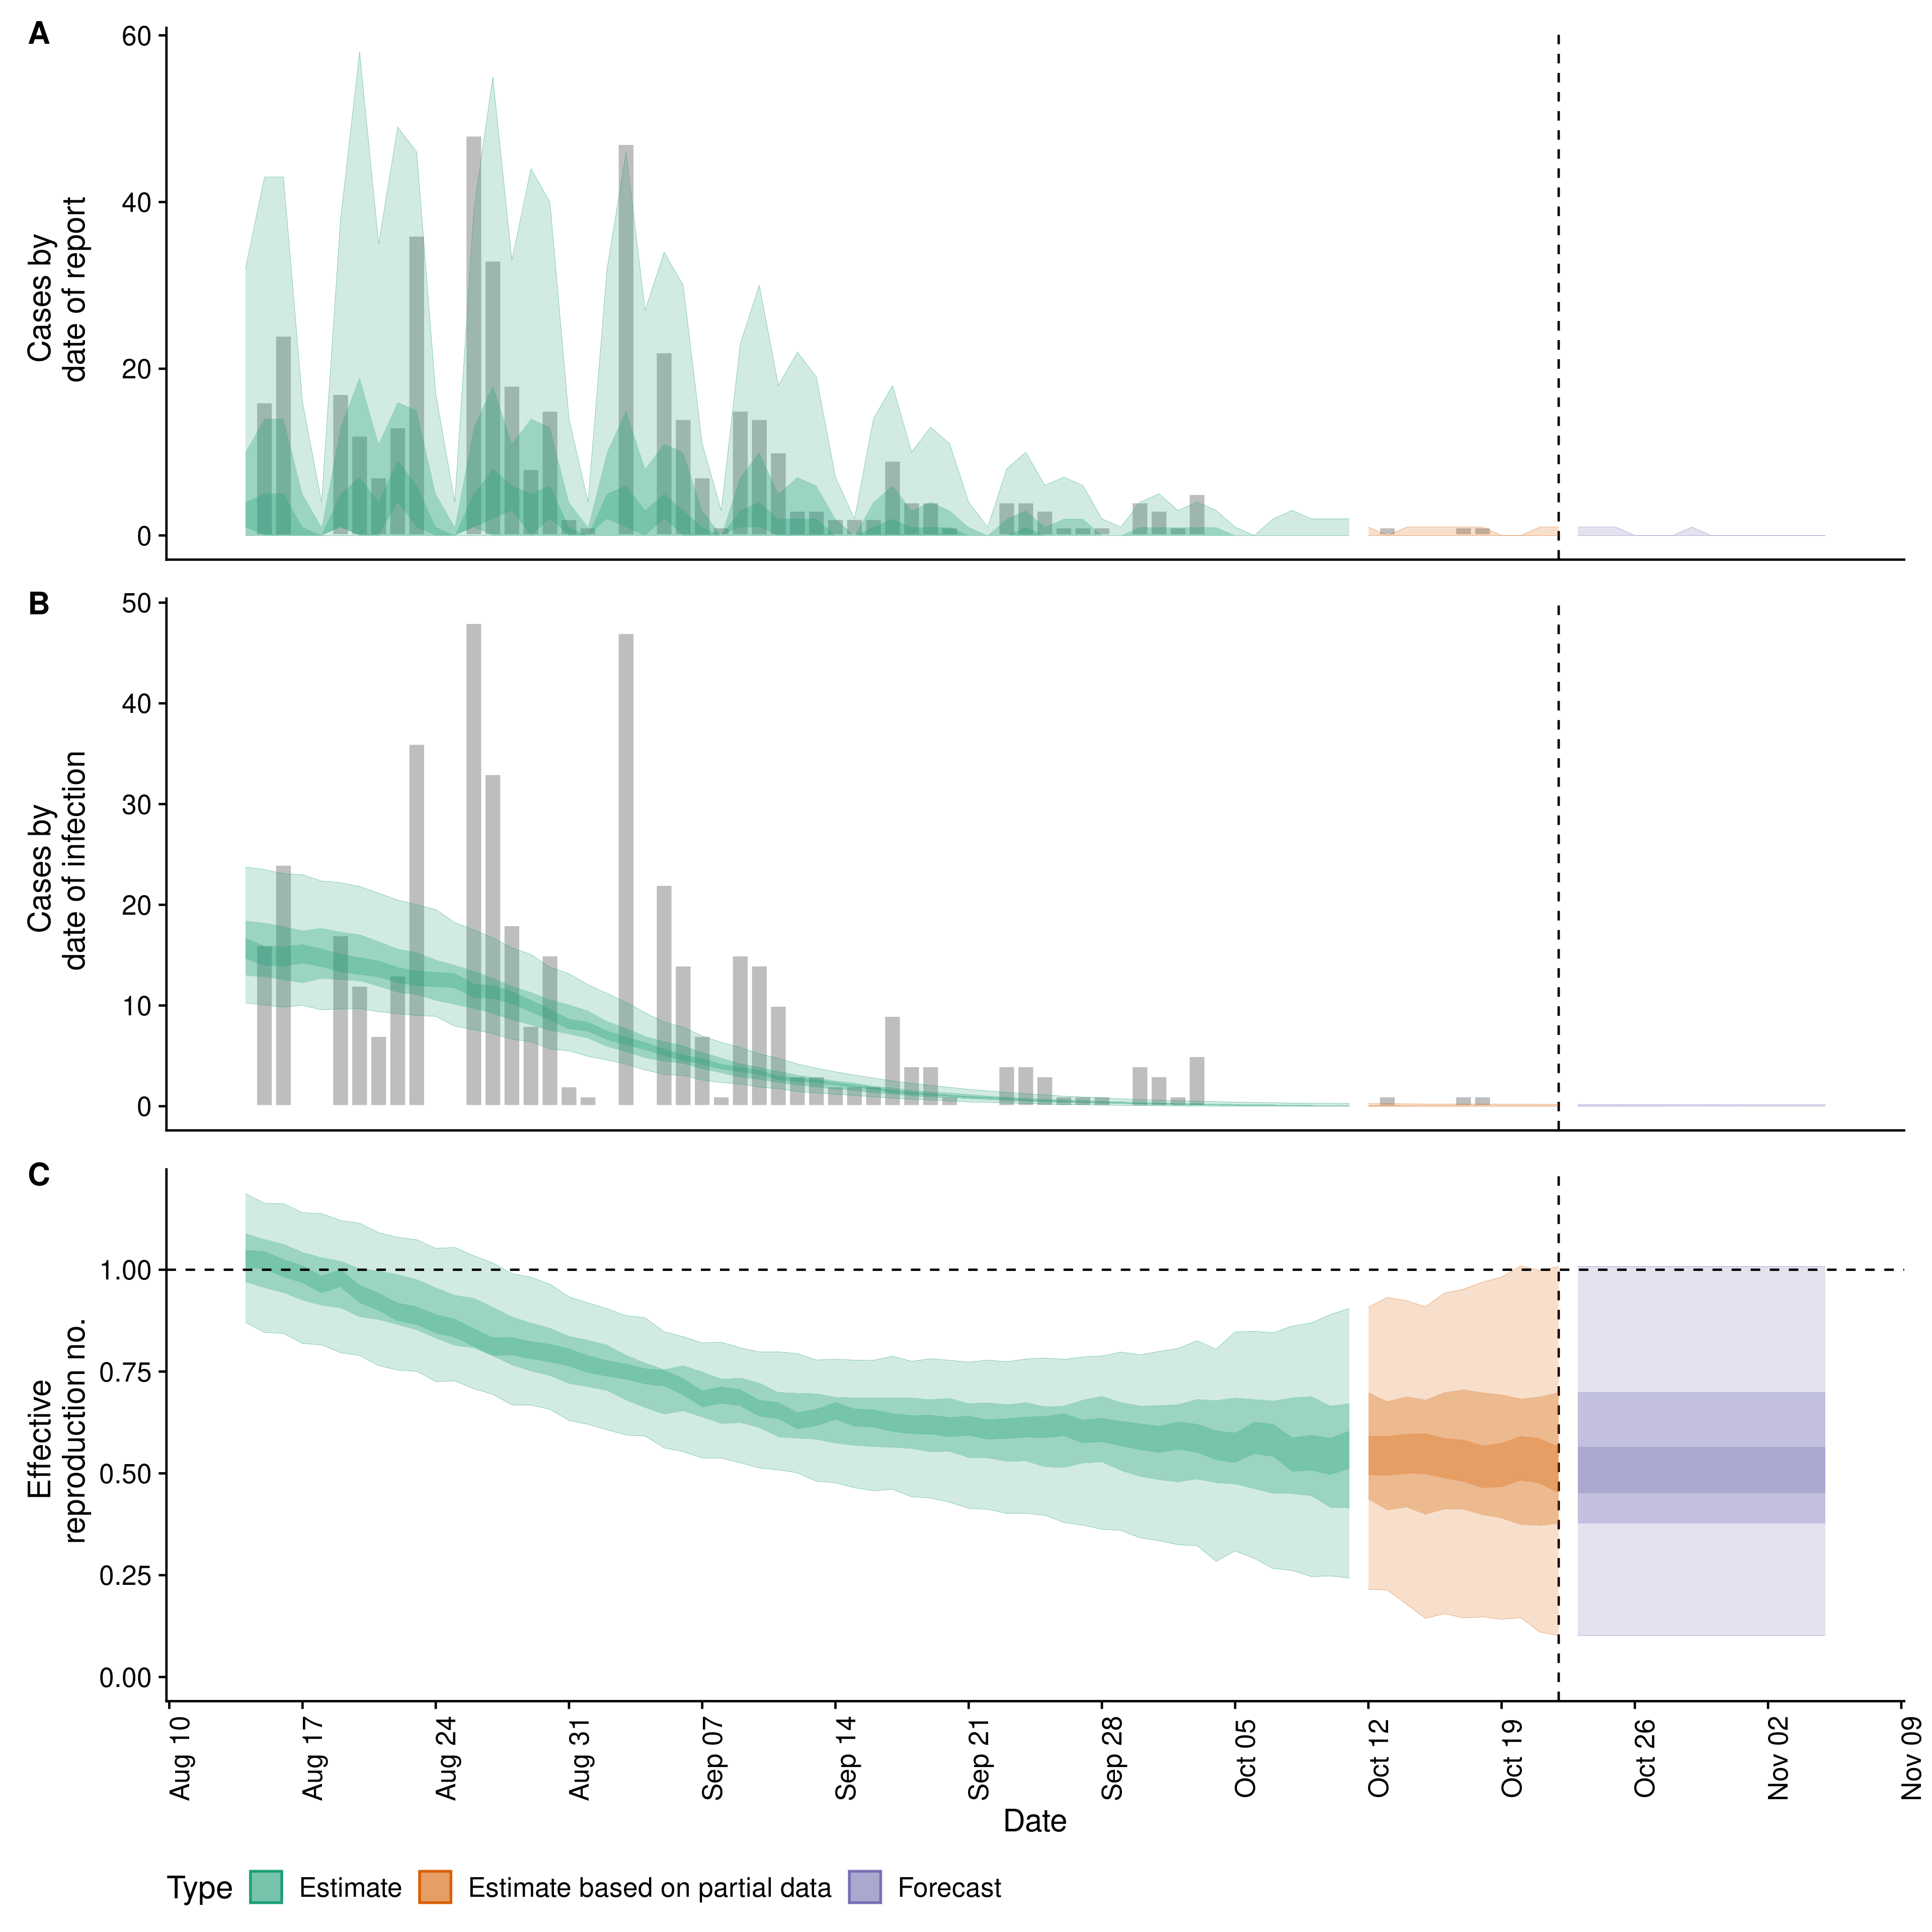 A
Cases by
date of report
60
40
20
0
B
Cases by
date of infection
50
40
30
20
10
0
C
Effective
reproduction no.
1.00
0.75
0.50
0.25
0.00
Aug 10
Aug 17
Aug 24
Aug 31
Sep 07
Sep 14
Sep 21
Sep 28
Oct 05
Oct 12
Oct 19
Oct 26
Nov 02
Nov 09
Date
Type Estimate Estimate based on partial data Forecast